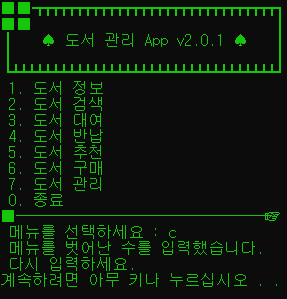 ♠ 도서 관리 App v2.0.1 ♠
1. 도서 정보
2. 도서 검색
3. 도서 대여
4. 도서 반납
5. 도서 추천
6. 도서 구매
7. 도서 관리
0. 종료
메뉴를 선택하세요 : c
메뉴를 벗어난 수를 입력했습니다.
다시 입력하세요.
계속하려면 아무 키나 누르십시오 . .